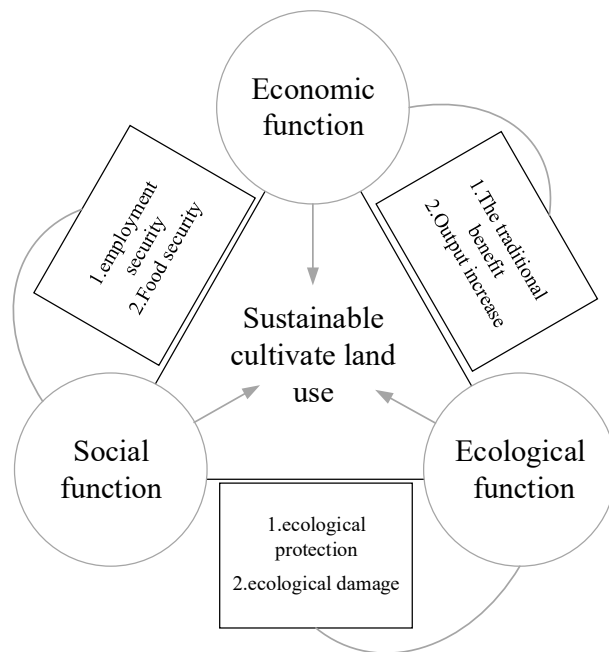 Economic
function
1.employment
security
2.Food security
1.The traditional
benefit
2.Output increase
Sustainable
cultivate land
use
Social
function
Ecological
function
1.ecological
protection
2.ecological damage